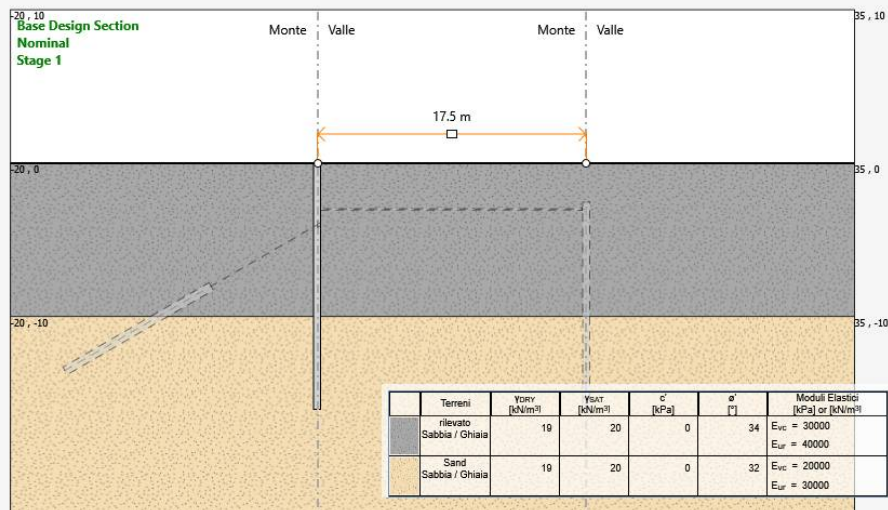 -20 , 10
35 , 10
Base Design Section
Nominal
Stage 1
Monte Valle
Monte Valle
17.5 m
-20 , 0
35 , 0
-20 , -10
35 , -10
Terreni γDRY [kN/m³] γSAT [kN/m³] c' [kPa] ø' [°] Moduli Elastici [kPa] or [kN/m³]
rilevato
Sabbia / Ghiaia 19 20 0 34 Evc = 30000
Eur = 40000
Sand
Sabbia / Ghiaia 19 20 0 32 Evc = 20000
Eur = 30000